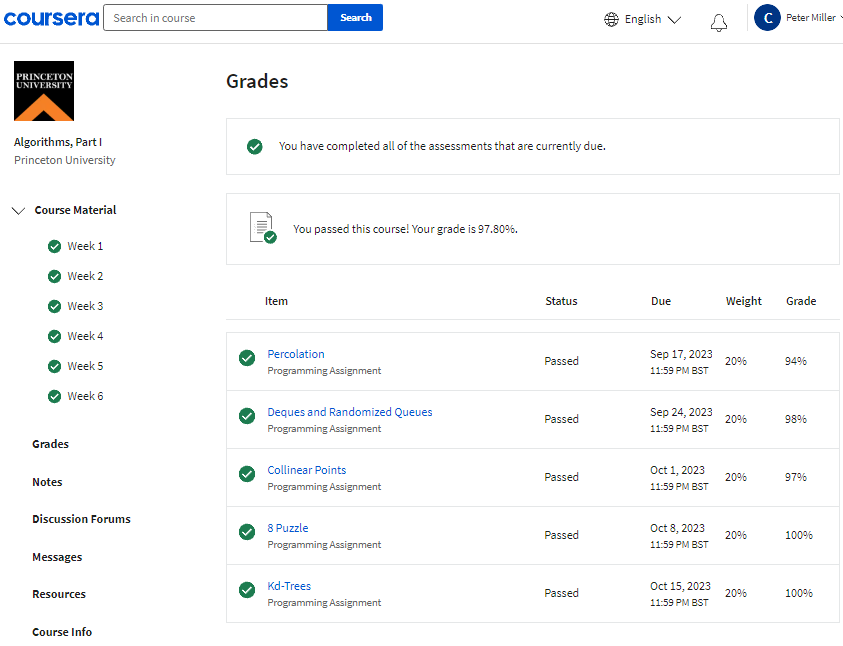 coursera
Search in course
Search
English
C
Peter Miller
PRINCETON
UNIVERSITY
Algorithms, Part I
Princeton University
Course Material
Week 1
Week 2
Week 3
Week 4
Week 5
Week 6
Grades
Notes
Discussion Forums
Messages
Resources
Course Info
Grades
You have completed all of the assessments that are currently due.
You passed this course! Your grade is 97.80%.
Item Status Due Weight Grade
Percolation
Programming Assignment
Passed
Sep 17, 2023
11:59 PM BST
20%
94%
Deques and Randomized Queues
Programming Assignment
Passed
Sep 24, 2023
11:59 PM BST
20%
98%
Collinear Points
Programming Assignment
Passed
Oct 1, 2023
11:59 PM BST
20%
97%
8 Puzzle
Programming Assignment
Passed
Oct 8, 2023
11:59 PM BST
20%
100%
Kd-Trees
Programming Assignment
Passed
Oct 15, 2023
11:59 PM BST
20%
100%